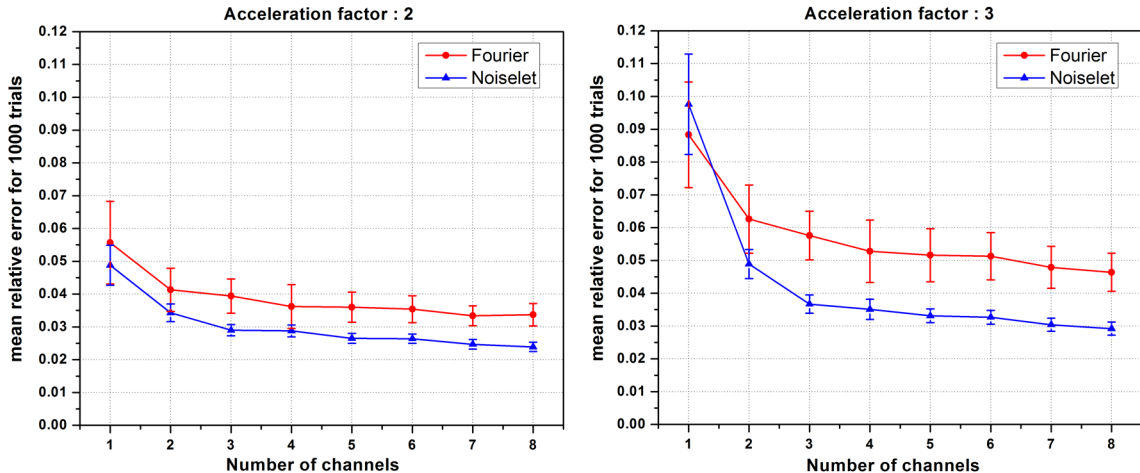 Acceleration factor : 2
mean relative error for 1000 trials
0.12
0.11
0.10
0.09
0.08
0.07
0.06
0.05
0.04
0.03
0.02
0.01
0.00
Fourier
Noiselet
1 2 3 4 5 6 7 8
Number of channels
Acceleration factor : 3
mean relative error for 1000 trials
0.12
0.11
0.10
0.09
0.08
0.07
0.06
0.05
0.04
0.03
0.02
0.01
0.00
Fourier
Noiselet
1 2 3 4 5 6 7 8
Number of channels